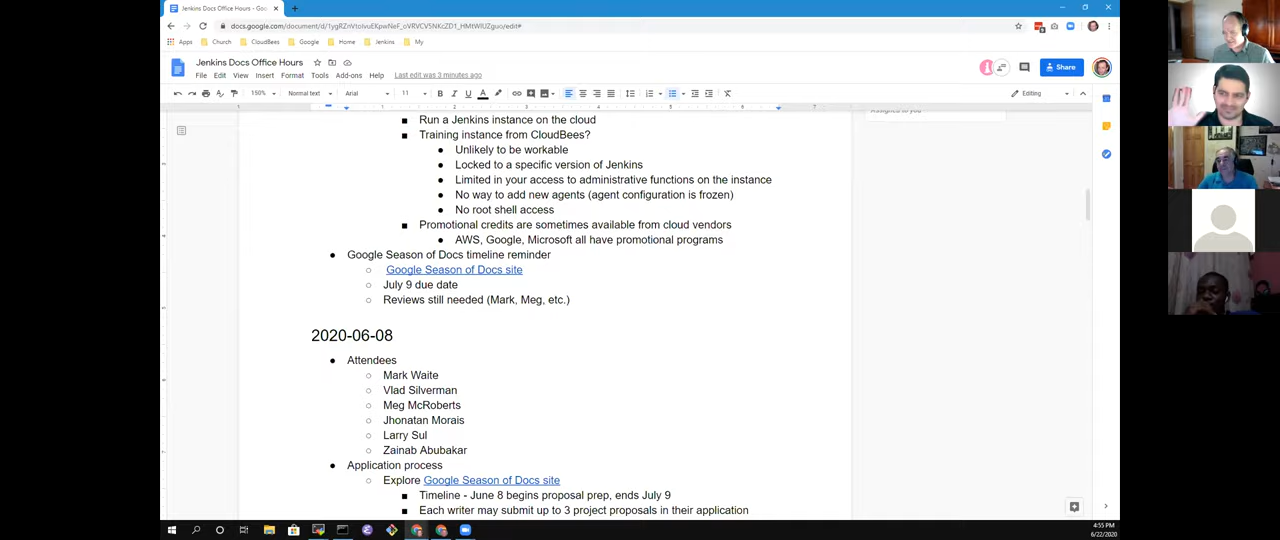 Jenkins Docs Office Hours - Goo
Apps
Church
CloudBees
Google
Home
Jenkins
My
Jenkins Docs Office Hours
File Edit View Insert Format Tools Add-ons Help
Last edit was 3 minutes ago
Share
150%
Normal text
Arial
11
Editing
Run a Jenkins instance on the cloud
Training instance from CloudBees?
Unlikely to be workable
Locked to a specific version of Jenkins
Limited in your access to administrative functions on the instance
No way to add new agents (agent configuration is frozen)
No root shell access
Promotional credits are sometimes available from cloud vendors
AWS, Google, Microsoft all have promotional programs
Google Season of Docs timeline reminder
Google Season of Docs site
July 9 due date
Reviews still needed (Mark, Meg, etc.)
2020-06-08
Attendees
Mark Waite
Vlad Silverman
Meg McRoberts
Jhonatan Morais
Larry Sul
Zainab Abubakar
Application process
Explore Google Season of Docs site
Timeline - June 8 begins proposal prep, ends July 9
Each writer may submit up to 3 project proposals in their application
4:55 PM
6/22/2020